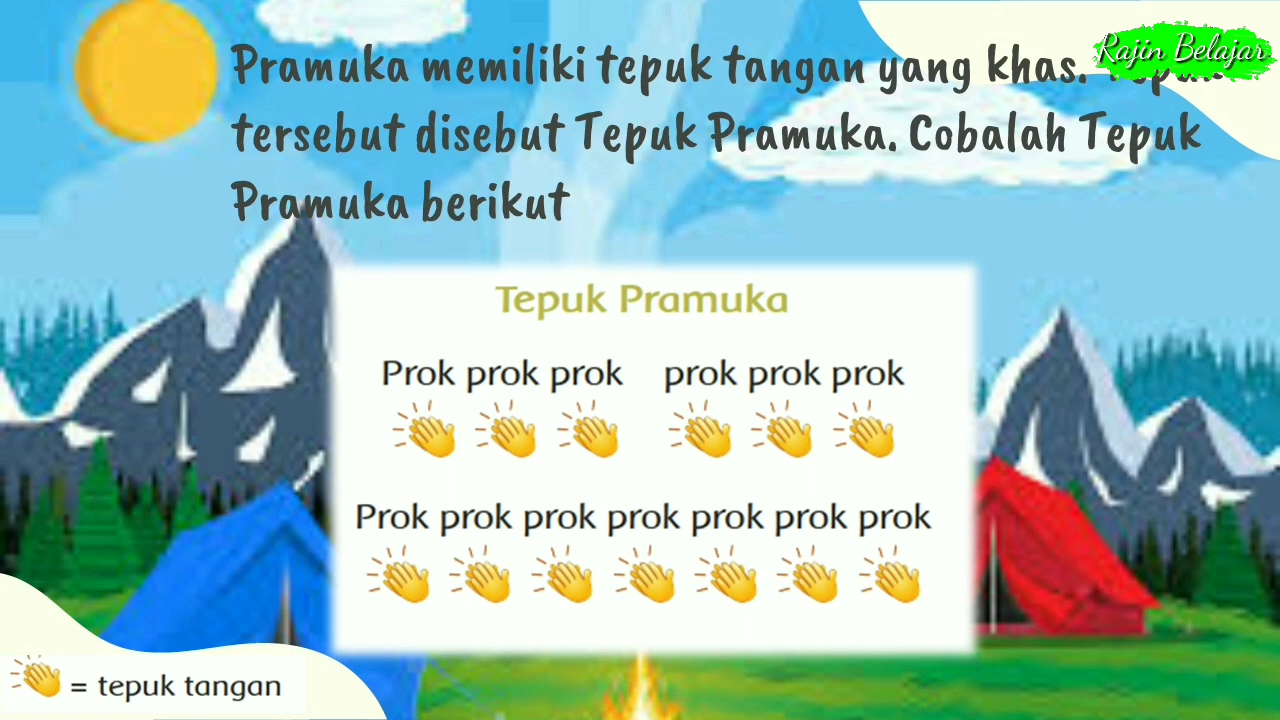 Pramuka memiliki tepuk tangan yang khas.
Rajin Belajar
tersebut disebut Tepuk Pramuka. Cobalah Tepuk
Pramuka berikut
Tepuk Pramuka
Prok prok prok prok prok prok
Prok prok prok prok prok prok prok
= tepuk tangan